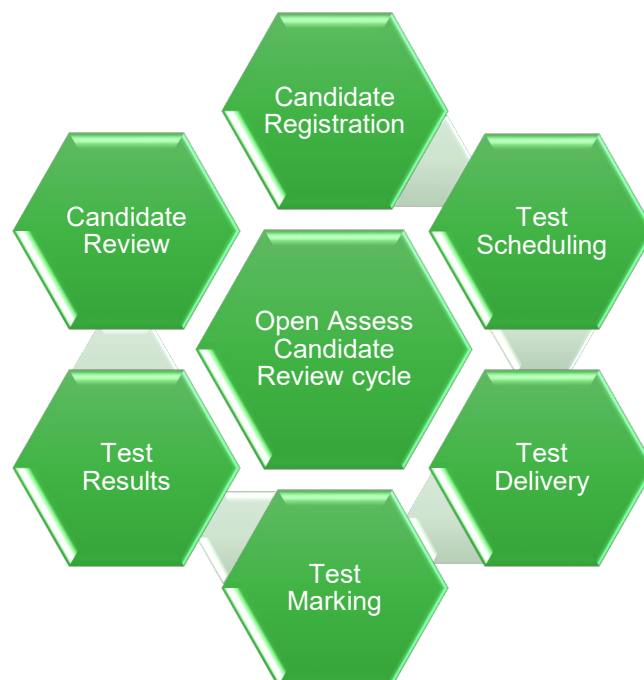 Candidate
Registration
Test
Scheduling
Test
Delivery
Test
Marking
Test
Results
Candidate
Review
Open Assess
Candidate
Review cycle